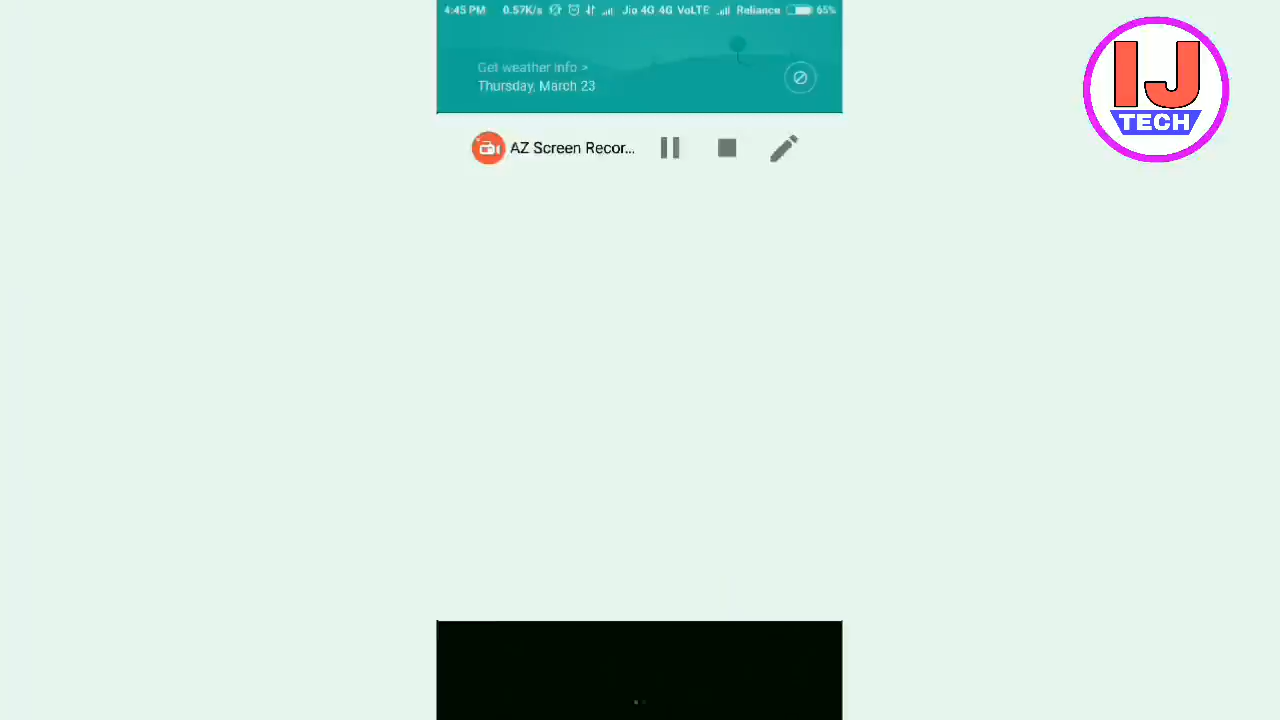 4:45 PM 0.57K/s Jio 4G 4G VoLTE Reliance 65%
Get weather info >
Thursday, March 23
AZ Screen Recor...
IJ
TECH